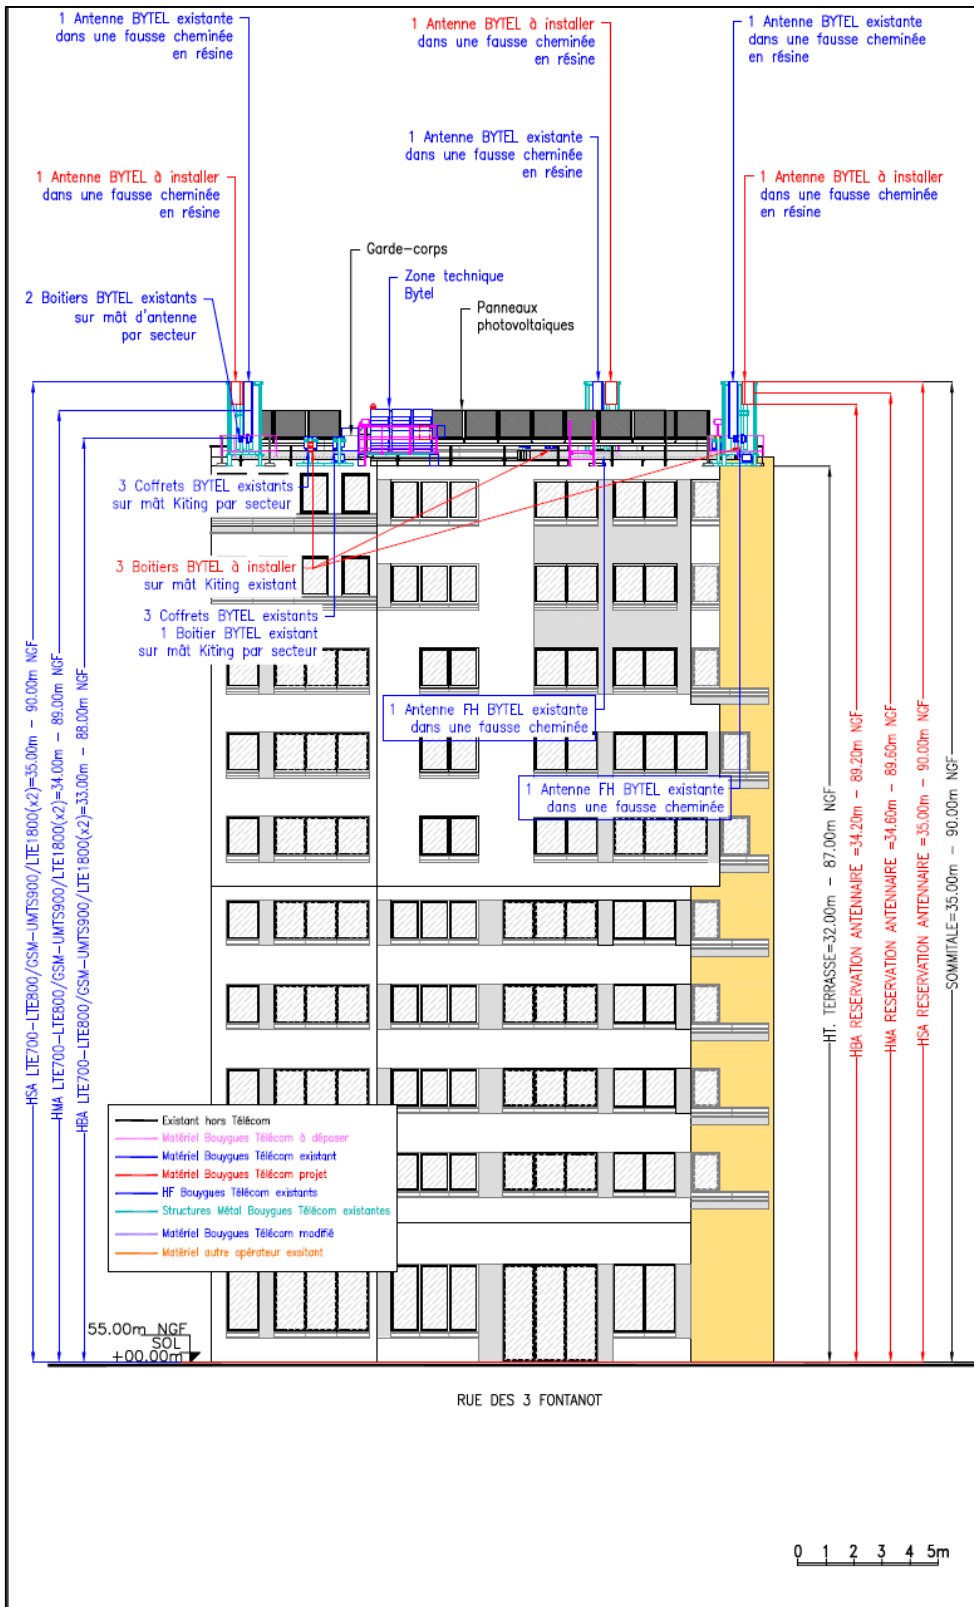 1 Antenne BYTEL existante
dans une fausse cheminée
en résine
1 Antenne BYTEL à installer
dans une fausse cheminée
en résine
1 Antenne BYTEL existante
dans une fausse cheminée
en résine
1 Antenne BYTEL existante
dans une fausse cheminée
en résine
1 Antenne BYTEL à installer
dans une fausse cheminée
en résine
1 Antenne BYTEL à installer
dans une fausse cheminée
en résine
Garde-corps
Zone technique
Bytel
Panneaux
photovoltaiques
2 Boitiers BYTEL existants
sur mât d'antenne
par secteur
3 Coffrets BYTEL existants
sur mât Kiting par secteur
3 Boitiers BYTEL à installer
sur mât Kiting existant
3 Coffrets BYTEL existants
1 Boitier BYTEL existant
sur mât Kiting par secteur
1 Antenne FH BYTEL existante
dans une fausse cheminée
1 Antenne FH BYTEL existante
dans une fausse cheminée
HSA LTE700-LTE800/GSM-UMTS900/LTE1800(x2)=35.00m - 90.00m NGF
HMA LTE700-LTE800/GSM-UMTS900/LTE1800(x2)=34.00m - 89.00m NGF
HBA LTE700-LTE800/GSM-UMTS900/LTE1800(x2)=33.00m - 88.00m NGF
HT. TERRASSE=32.00m - 87.00m NGF
HBA RESERVATION ANTENNAIRE =34.20m - 89.20m NGF
HMA RESERVATION ANTENNAIRE =34.60m - 89.60m NGF
HSA RESERVATION ANTENNAIRE =35.00m - 90.00m NGF
SOMMITALE=35.00m - 90.00m NGF
Existant hors Télécom
Matériel Bouygues Télécom à déposer
Matériel Bouygues Télécom existant
Matériel Bouygues Télécom projet
HF Bouygues Télécom existants
Structures Métal Bouygues Télécom existantes
Matériel Bouygues Télécom modifié
Matériel autre opérateur exsitant
55.00m NGF
SOL
+00.00m
RUE DES 3 FONTANOT
0 1 2 3 4 5m